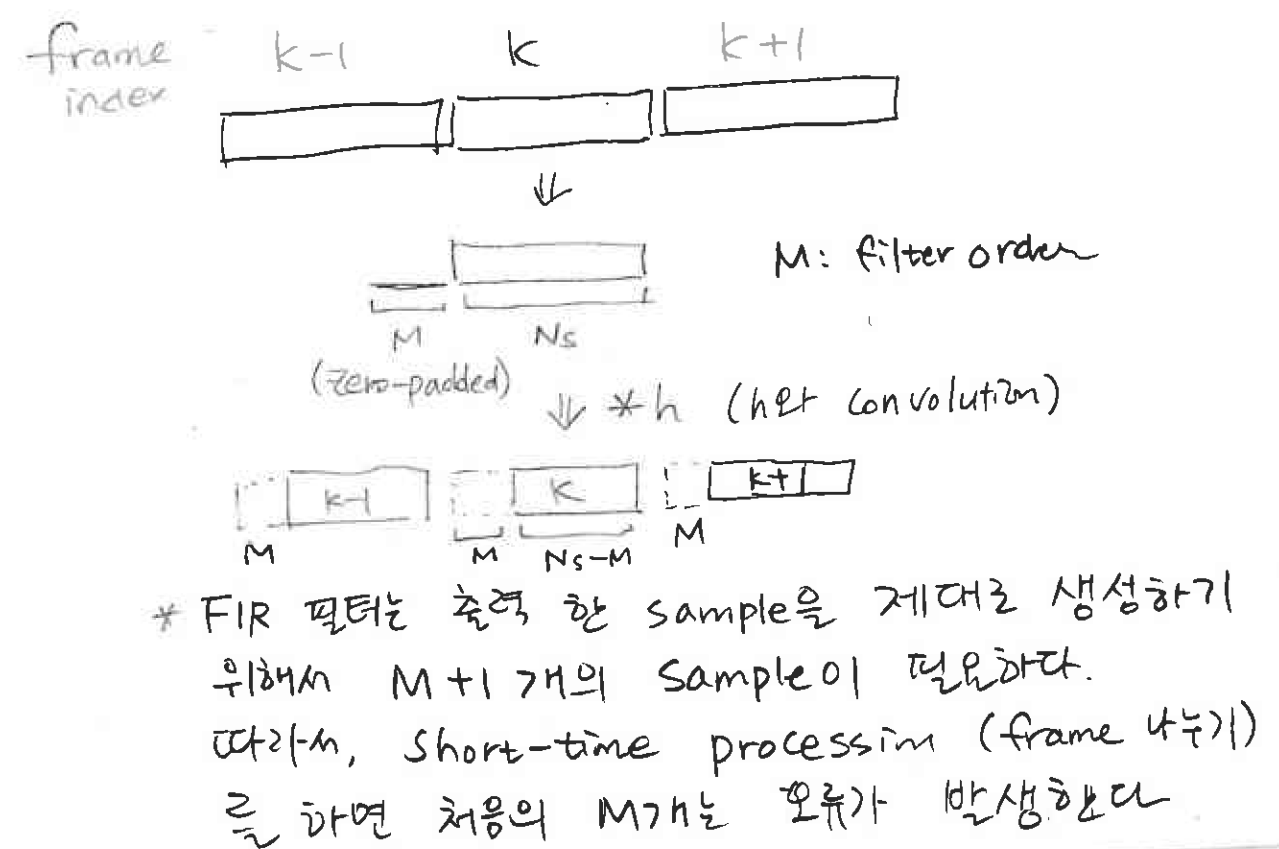 frame k-1 k k+1
index
M: filter order
M Ns
(zero-padded)
* h (h와 convolution)
k-1 k k+1
M M Ns-M M
* FIR 필터는 출력 한 sample을 제대로 생성하기
위해서 M+1개의 sample이 필요하다.
따라서, short-time processin (frame 나누기)
를 하면 처음의 M개는 오류가 발생한다